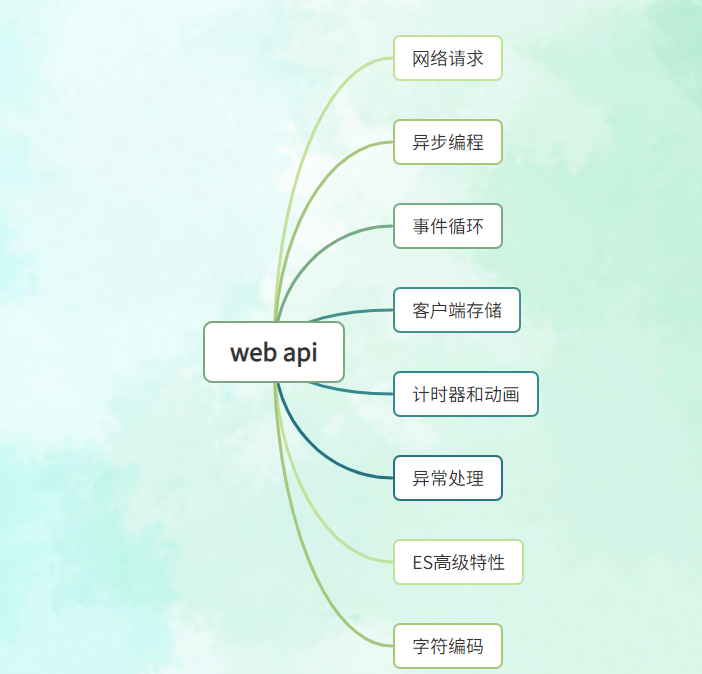 网络请求
异步编程
事件循环
客户端存储
web api
计时器和动画
异常处理
ES高级特性
字符编码